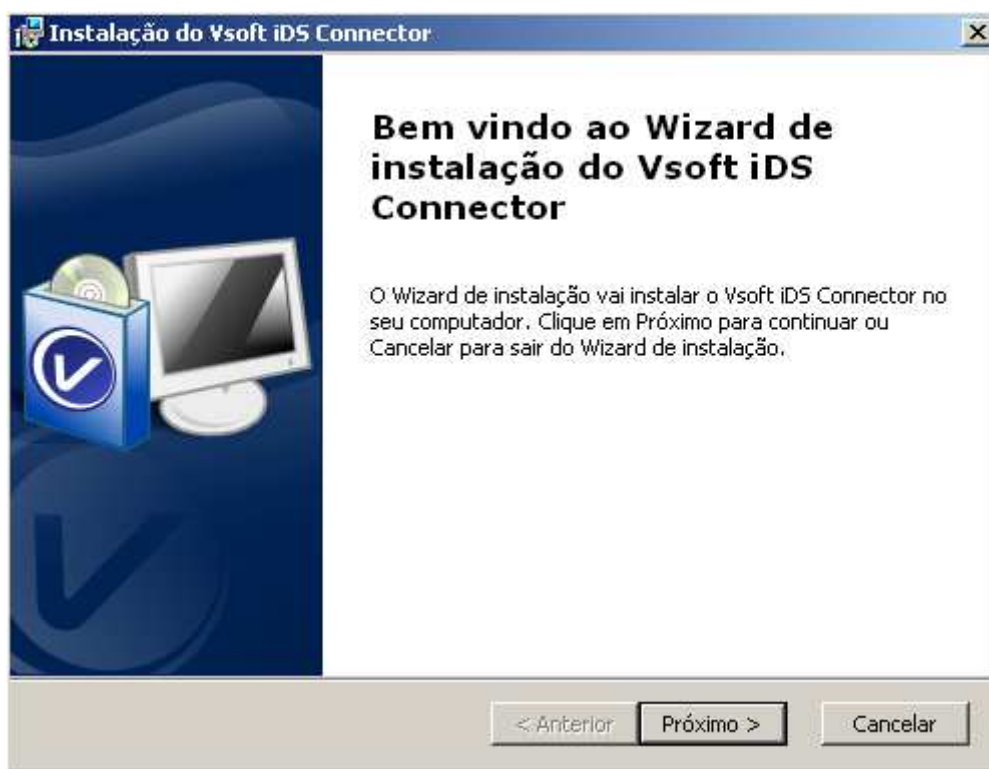 Instalação do Vsoft iDS Connector
Bem vindo ao Wizard de
instalação do Vsoft iDS
Connector
O Wizard de instalação vai instalar o Vsoft iDS Connector no
seu computador. Clique em Próximo para continuar ou
Cancelar para sair do Wizard de instalação.
< Anterior Próximo > Cancelar